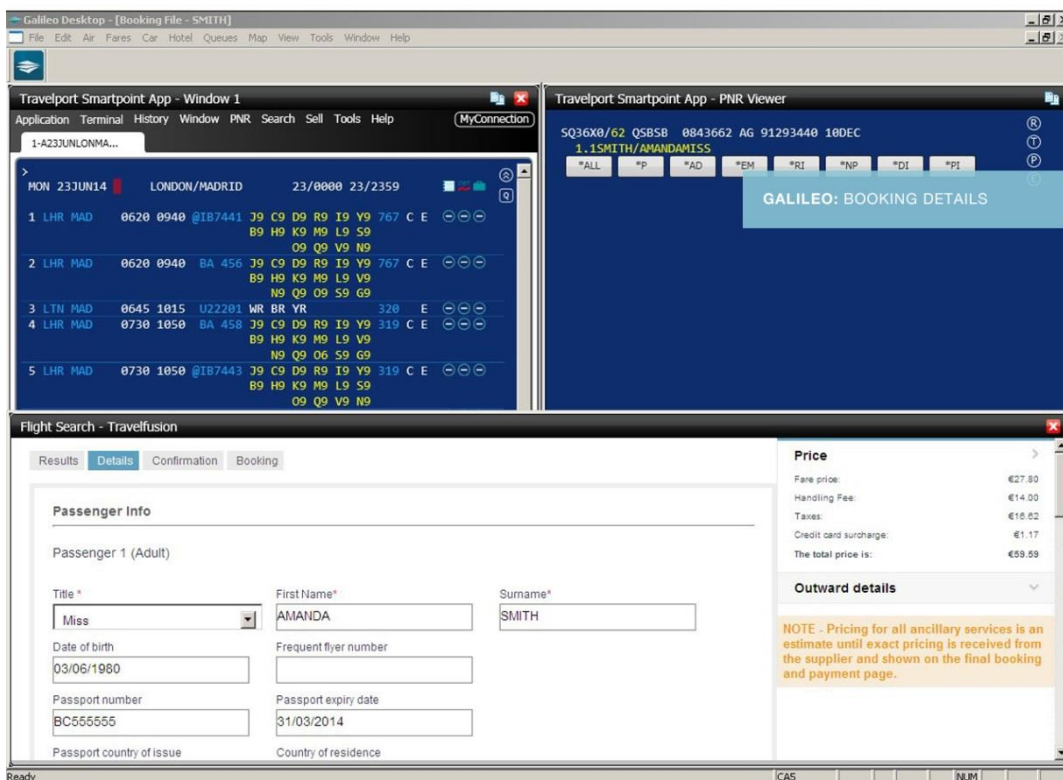 Galileo Desktop - [Booking File - SMITH]
File Edit Air Fares Car Hotel Queues Map View Tools Window Help
Travelport Smartpoint App - Window 1
Application Terminal History Window PNR Search Sell Tools Help MyConnection
1-A23JUNLONMA...
>
MON 23JUN14 LONDON/MADRID 23/0000 23/2359
Q
1 LHR MAD 0620 0940 @IB7441 J9 C9 D9 R9 I9 Y9 767 C E
B9 H9 K9 M9 L9 S9
O9 Q9 V9 N9
2 LHR MAD 0620 0940 BA 456 J9 C9 D9 R9 I9 Y9 767 C E
B9 H9 K9 M9 L9 V9
N9 Q9 O9 S9 G9
3 LTN MAD 0645 1015 U22201 WR BR YR 320 E
4 LHR MAD 0730 1050 BA 458 J9 C9 D9 R9 I9 Y9 319 C E
B9 H9 K9 M9 L9 V9
N9 Q9 O6 S9 G9
5 LHR MAD 0730 1050 @IB7443 J9 C9 D9 R9 I9 Y9 319 C E
B9 H9 K9 M9 L9 S9
O9 Q9 V9 N9
Travelport Smartpoint App - PNR Viewer
SQ36X0/62 QSBSB 0843662 AG 91293440 10DEC
1.1SMITH/AMANDAMISS
*ALL *P *AD *EM *RI *NP *DI *PI
R
T
P
GALILEO: BOOKING DETAILS
Flight Search - Travelfusion
Results Details Confirmation Booking
Passenger Info
Passenger 1 (Adult)
Title * First Name* Surname*
Miss AMANDA SMITH
Date of birth Frequent flyer number
03/06/1980
Passport number Passport expiry date
BC555555 31/03/2014
Passport country of issue Country of residence
Price
Fare price: €27.80
Handling Fee: €14.00
Taxes: €16.62
Credit card surcharge: €1.17
The total price is: €59.59
Outward details
NOTE - Pricing for all ancillary services is an
estimate until exact pricing is received from
the supplier and shown on the final booking
and payment page.
Ready CAS NUM